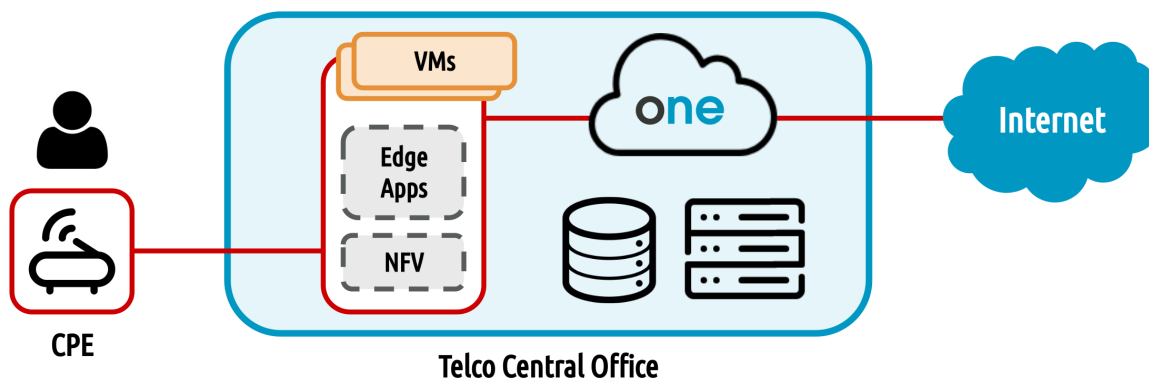 VMs
one
Internet
Edge
Apps
NFV
CPE
Telco Central Office